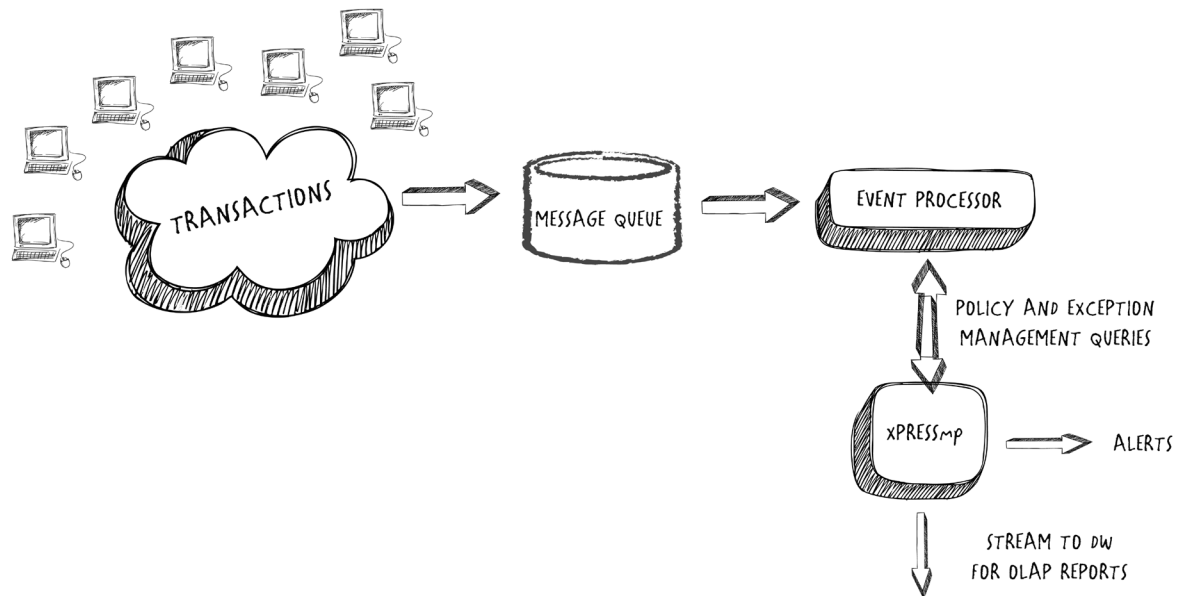 TRANSACTIONS
MESSAGE QUEUE
EVENT PROCESSOR
POLICY AND EXCEPTION
MANAGEMENT QUERIES
xPRESSmp
ALERTS
STREAM TO DW
FOR OLAP REPORTS